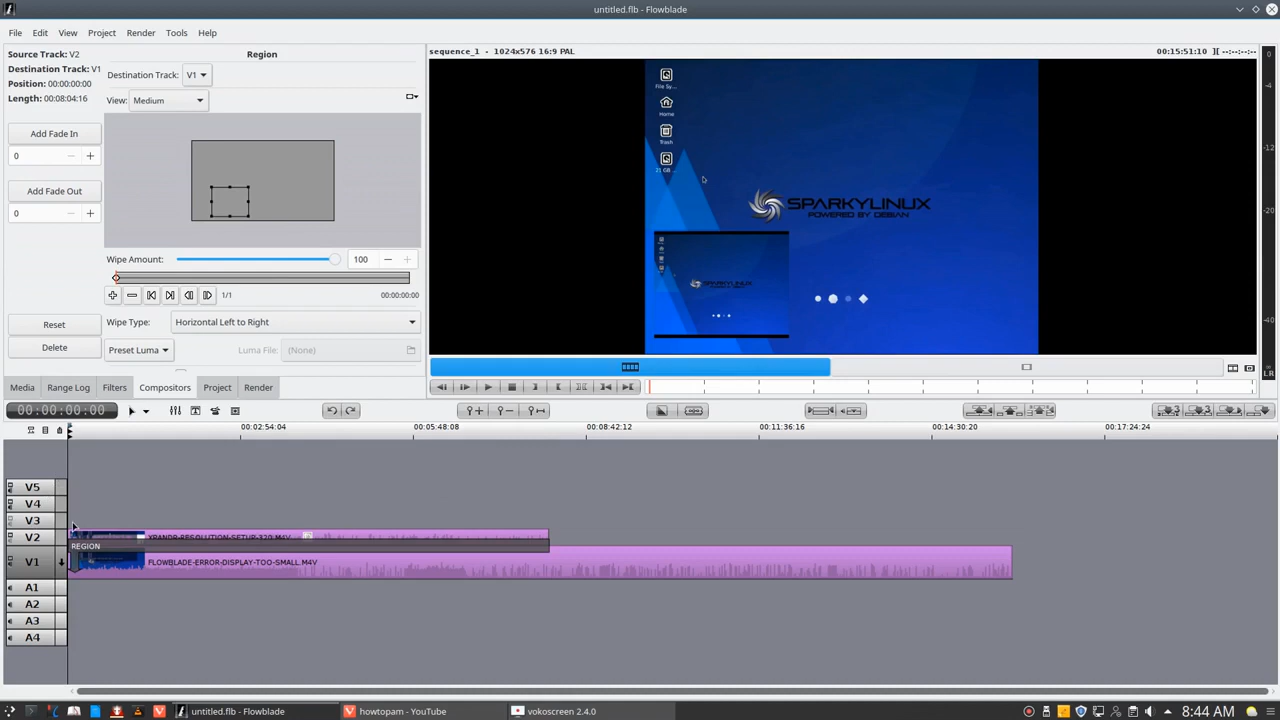 untitled.flb - Flowblade
File Edit View Project Render Tools Help
Source Track: V2
Destination Track: V1
Position: 00:00:00:00
Length: 00:08:04:16
Region
Destination Track: V1
View: Medium
Add Fade In
0
Add Fade Out
0
Wipe Amount: 100
1/1 00:00:00:00
Reset
Wipe Type: Horizontal Left to Right
Delete
Preset Luma Luma File: (None)
Media Range Log Filters Compositors Project Render
sequence_1 - 1024x576 16:9 PAL
00:15:51:10 ][ --:--:--:--
File Sy...
Home
Trash
21 GB ...
SPARKYLINUX
POWERED BY DEBIAN
0
-4
-12
-20
-40
L R
00:00:00:00
00:02:54:04 00:05:48:08 00:08:42:12 00:11:36:16 00:14:30:20 00:17:24:24
V5
V4
V3
V2 XRANDR-RESOLUTION-SETUP-320.M4V
REGION
V1 FLOWBLADE-ERROR-DISPLAY-TOO-SMALL.M4V
A1
A2
A3
A4
untitled.flb - Flowblade howtopam - YouTube vokoscreen 2.4.0 8:44 AM